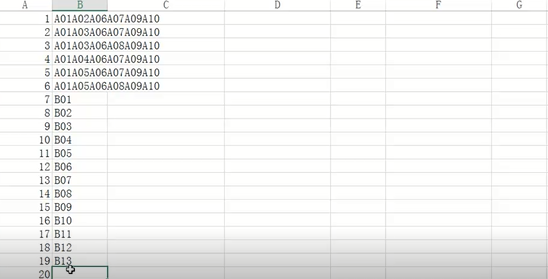 A B C D E F G
1 A01A02A06A07A09A10
2 A01A03A06A07A09A10
3 A01A03A06A08A09A10
4 A01A04A06A07A09A10
5 A01A05A06A07A09A10
6 A01A05A06A08A09A10
7 B01
8 B02
9 B03
10 B04
11 B05
12 B06
13 B07
14 B08
15 B09
16 B10
17 B11
18 B12
19 B13
20